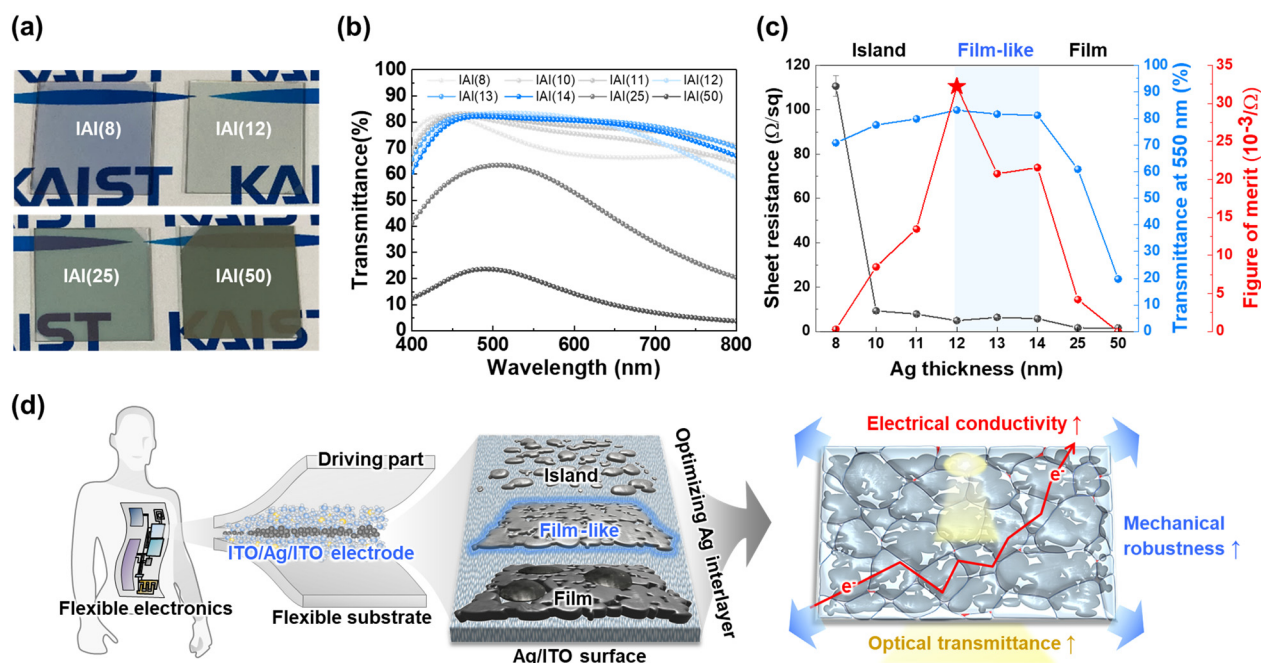 (a)
IAI(8)
IAI(12)
KAIST
KAIST
IAI(25)
IAI(50)
KAIST
KAIST
(b)
IAI(8) IAI(10) IAI(11) IAI(12)
IAI(13) IAI(14) IAI(25) IAI(50)
Transmittance(%)
100
90
80
70
60
50
40
30
20
10
0
400 500 600 700 800
Wavelength (nm)
(c)
Island Film-like Film
Sheet resistance (Ω/sq)
120
100
80
60
40
20
0
8 10 11 12 13 14 25 50
Ag thickness (nm)
100
90
80
70
60
50
40
30
20
10
0
Transmittance at 550 nm (%)
35
30
25
20
15
10
5
0
Figure of merit (10⁻³/Ω)
(d)
Flexible electronics
Driving part
ITO/Ag/ITO electrode
Flexible substrate
Island
Film-like
Film
Ag/ITO surface
Optimizing Ag interlayer
Electrical conductivity ↑
e⁻
e⁻
Mechanical
robustness ↑
Optical transmittance ↑